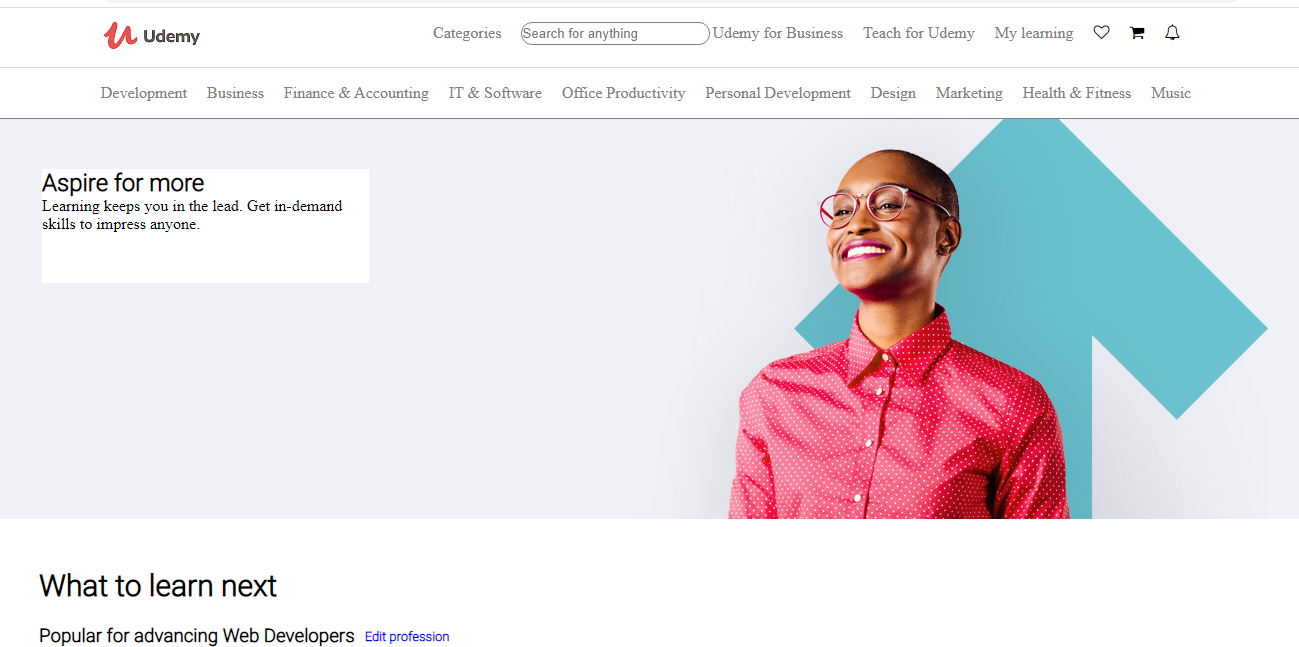 Udemy
Categories
Search for anything
Udemy for Business
Teach for Udemy
My learning
Development
Business
Finance & Accounting
IT & Software
Office Productivity
Personal Development
Design
Marketing
Health & Fitness
Music
Aspire for more
Learning keeps you in the lead. Get in-demand
skills to impress anyone.
What to learn next
Popular for advancing Web Developers Edit profession